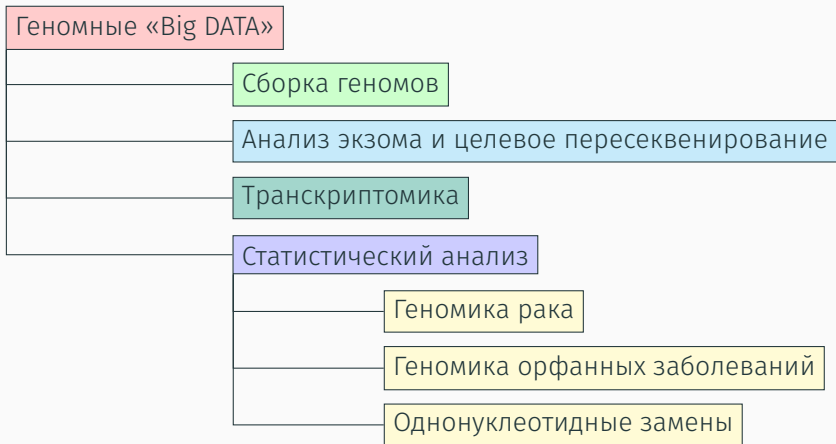 Геномные «Big DATA»
Сборка геномов
Анализ экзома и целевое пересеквенирование
Транскриптомика
Статистический анализ
Геномика рака
Геномика орфанных заболеваний
Однонуклеотидные замены